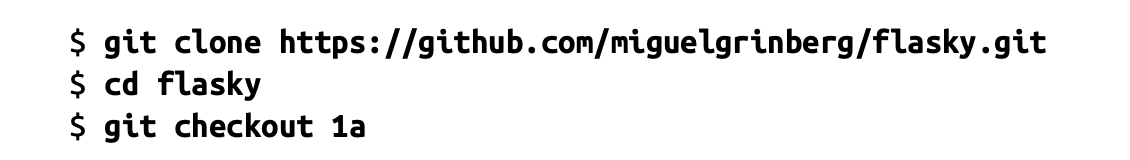 $ git clone https://github.com/miguelgrinberg/flasky.git
$ cd flasky
$ git checkout 1a